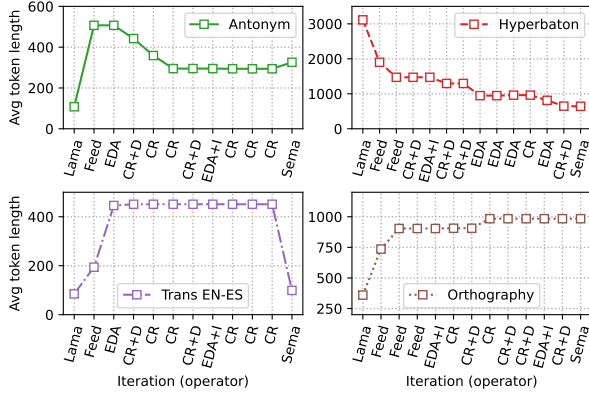 Avg token length
600
400
200
0
Antonym
Lama
Feed
EDA
CR+D
CR
CR
CR+D
EDA+I
CR
CR
CR
Sema
3000
2000
1000
0
Hyperbaton
Lama
Feed
Feed
CR+D
EDA+I
CR+D
CR+D
EDA
EDA
EDA
CR
EDA
CR+D
Sema
Avg token length
400
200
0
Trans EN-ES
Lama
Feed
EDA
CR+D
CR
CR
CR+D
EDA+I
CR
CR
CR
Sema
Iteration (operator)
1000
750
500
250
Orthography
Lama
Feed
Feed
Feed
EDA+I
CR
CR+D
CR
CR+D
CR+D
EDA+I
CR+D
Sema
Iteration (operator)